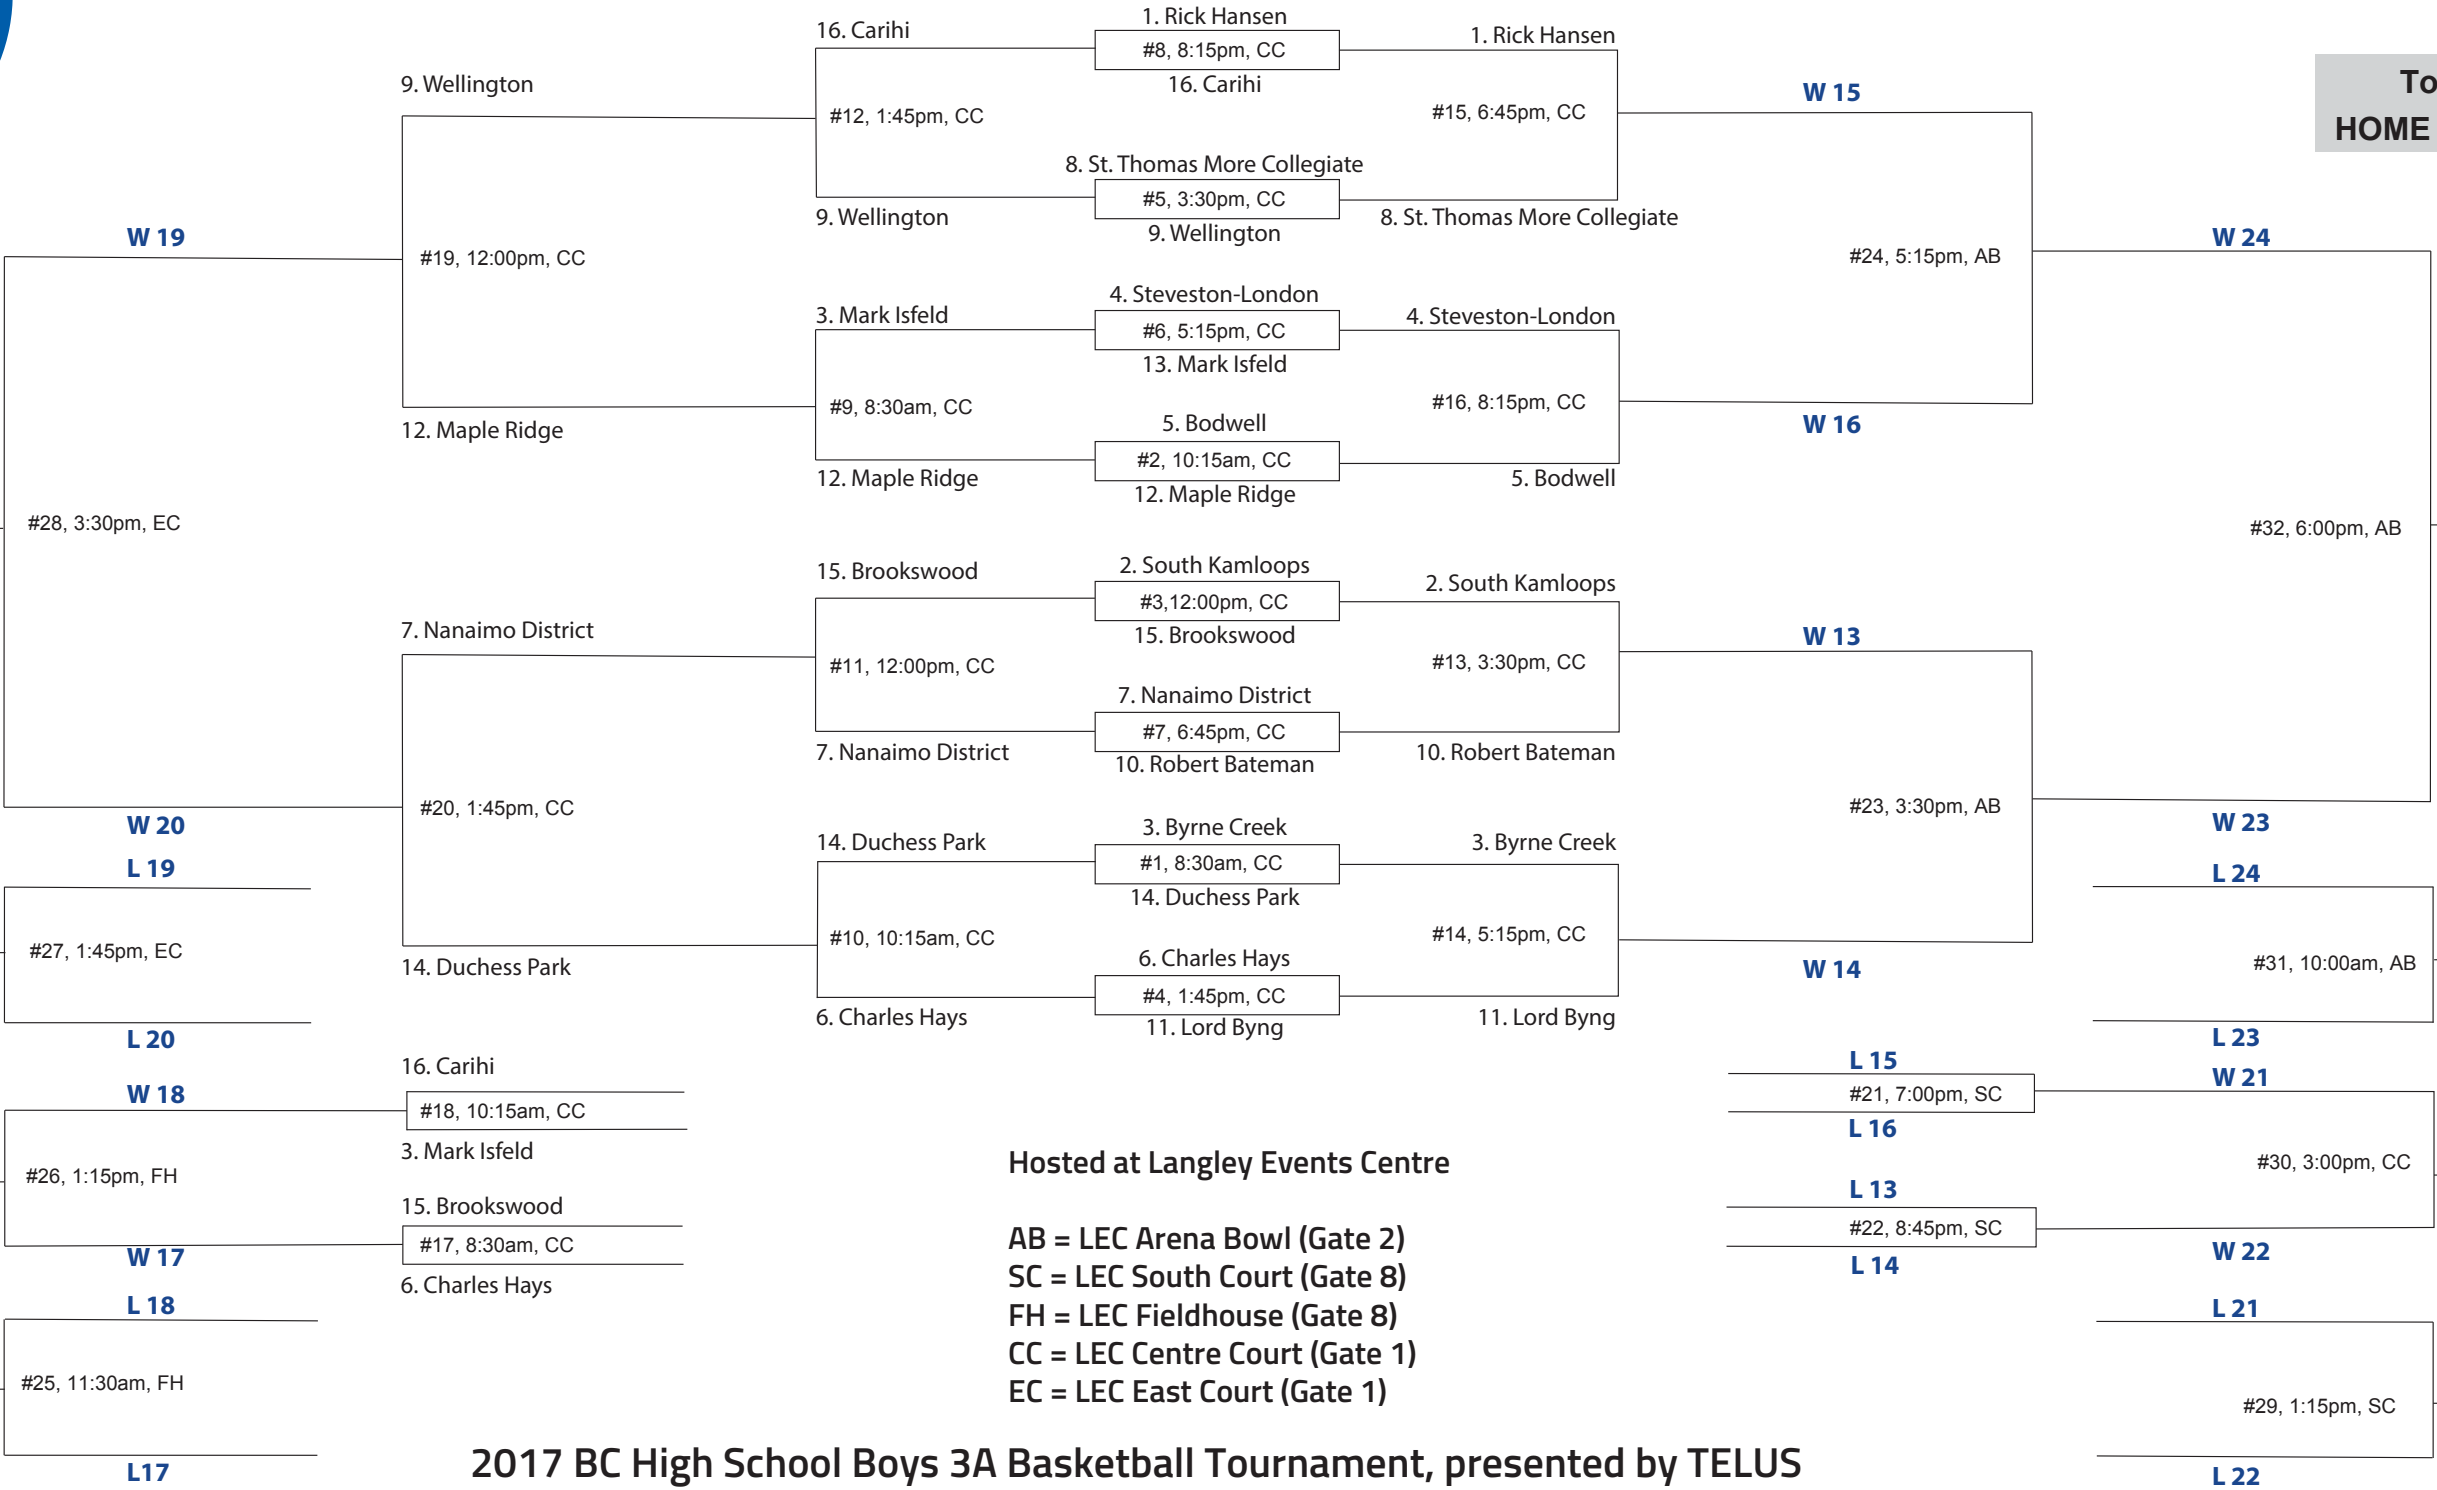 To
HOME
W 19
#28, 3:30pm, EC
W 20
L 19
#27, 1:45pm, EC
L 20
W 18
#26, 1:15pm, FH
W 17
L 18
#25, 11:30am, FH
L17
9. Wellington
#19, 12:00pm, CC
12. Maple Ridge
7. Nanaimo District
#20, 1:45pm, CC
14. Duchess Park
16. Carihi
#18, 10:15am, CC
3. Mark Isfeld
15. Brookswood
#17, 8:30am, CC
6. Charles Hays
16. Carihi
#12, 1:45pm, CC
9. Wellington
3. Mark Isfeld
#9, 8:30am, CC
12. Maple Ridge
15. Brookswood
#11, 12:00pm, CC
7. Nanaimo District
14. Duchess Park
#10, 10:15am, CC
6. Charles Hays
1. Rick Hansen
#8, 8:15pm, CC
16. Carihi
8. St. Thomas More Collegiate
#5, 3:30pm, CC
9. Wellington
4. Steveston-London
#6, 5:15pm, CC
13. Mark Isfeld
5. Bodwell
#2, 10:15am, CC
12. Maple Ridge
2. South Kamloops
#3,12:00pm, CC
15. Brookswood
7. Nanaimo District
#7, 6:45pm, CC
10. Robert Bateman
3. Byrne Creek
#1, 8:30am, CC
14. Duchess Park
6. Charles Hays
#4, 1:45pm, CC
11. Lord Byng
1. Rick Hansen
#15, 6:45pm, CC
8. St. Thomas More Collegiate
4. Steveston-London
#16, 8:15pm, CC
5. Bodwell
2. South Kamloops
#13, 3:30pm, CC
10. Robert Bateman
3. Byrne Creek
#14, 5:15pm, CC
11. Lord Byng
W 15
#24, 5:15pm, AB
W 16
W 13
#23, 3:30pm, AB
W 14
L 15
#21, 7:00pm, SC
L 16
L 13
#22, 8:45pm, SC
L 14
W 24
#32, 6:00pm, AB
W 23
L 24
#31, 10:00am, AB
L 23
W 21
#30, 3:00pm, CC
W 22
L 21
#29, 1:15pm, SC
L 22
Hosted at Langley Events Centre
AB = LEC Arena Bowl (Gate 2)
SC = LEC South Court (Gate 8)
FH = LEC Fieldhouse (Gate 8)
CC = LEC Centre Court (Gate 1)
EC = LEC East Court (Gate 1)
2017 BC High School Boys 3A Basketball Tournament, presented by TELUS